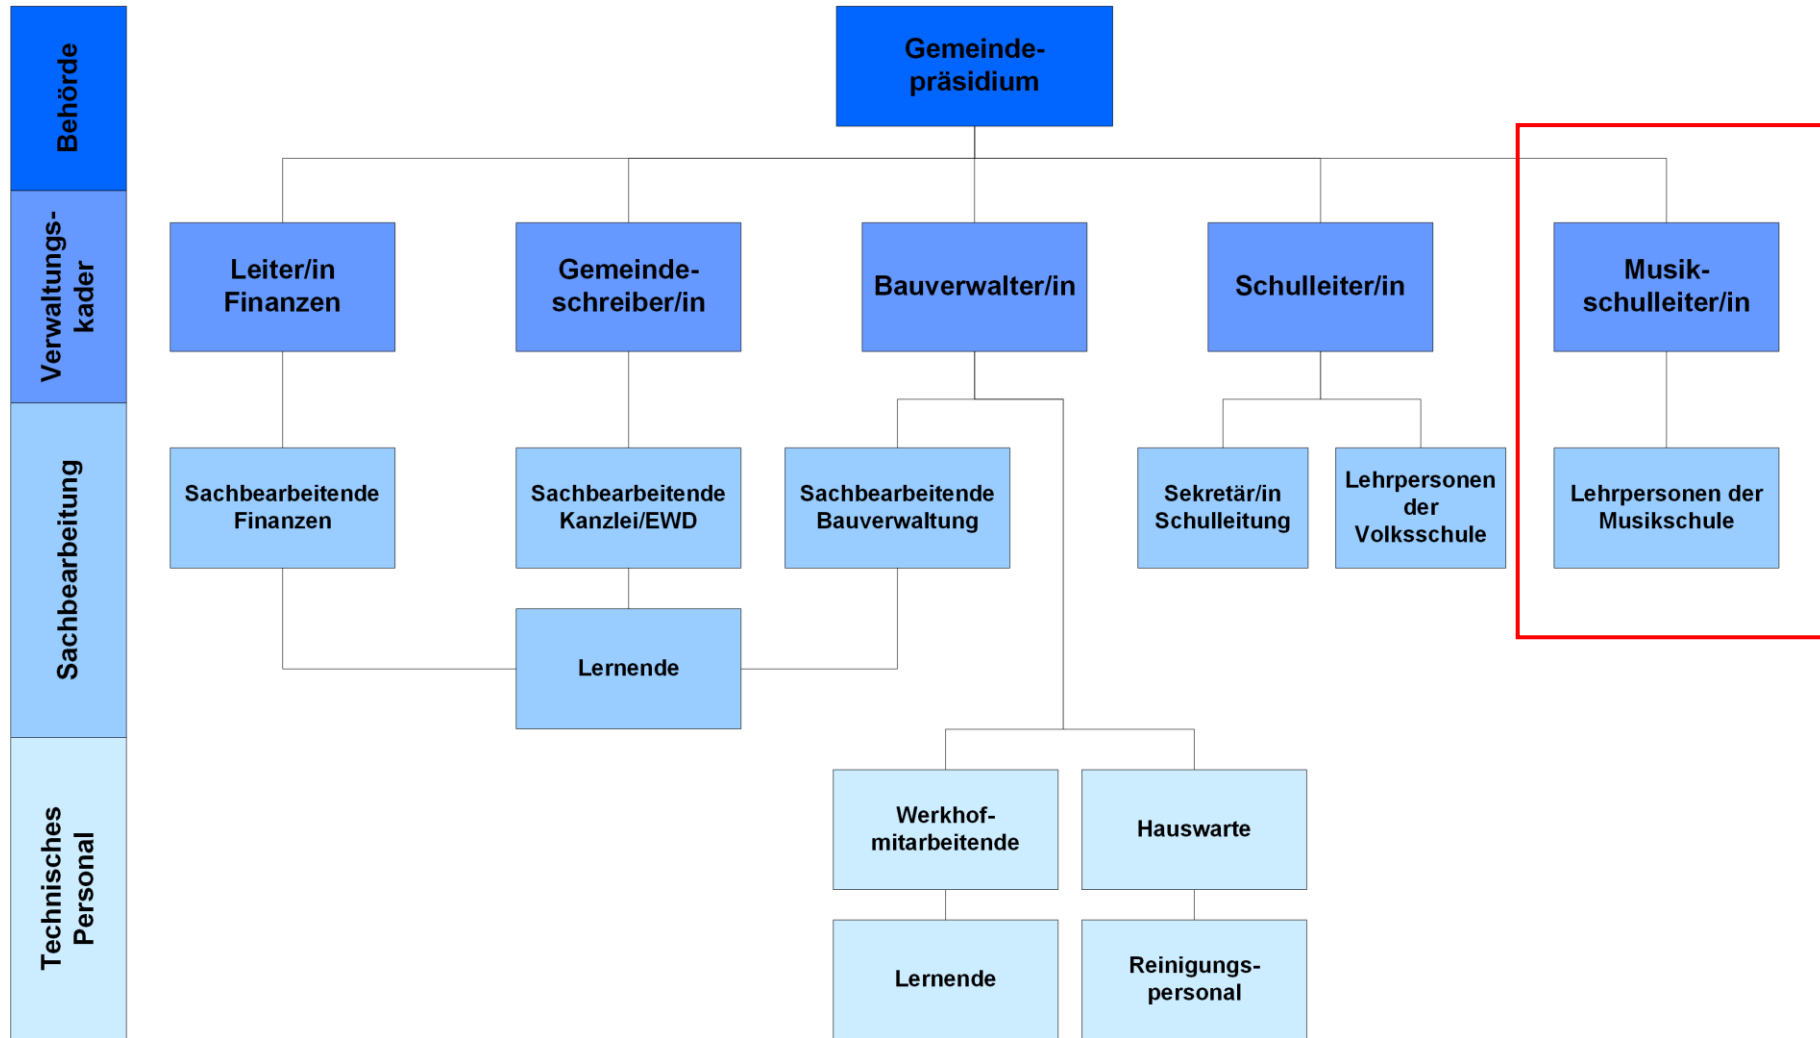 Behörde
Gemeinde-
präsidium
Verwaltungs-
kader
Leiter/in
Finanzen
Gemeinde-
schreiber/in
Bauverwalter/in
Schulleiter/in
Musik-
schulleiter/in
Sachbearbeitung
Sachbearbeitende
Finanzen
Sachbearbeitende
Kanzlei/EWD
Sachbearbeitende
Bauverwaltung
Sekretär/in
Schulleitung
Lehrpersonen
der
Volksschule
Lehrpersonen der
Musikschule
Lernende
Technisches
Personal
Werkhof-
mitarbeitende
Hauswarte
Lernende
Reinigungs-
personal